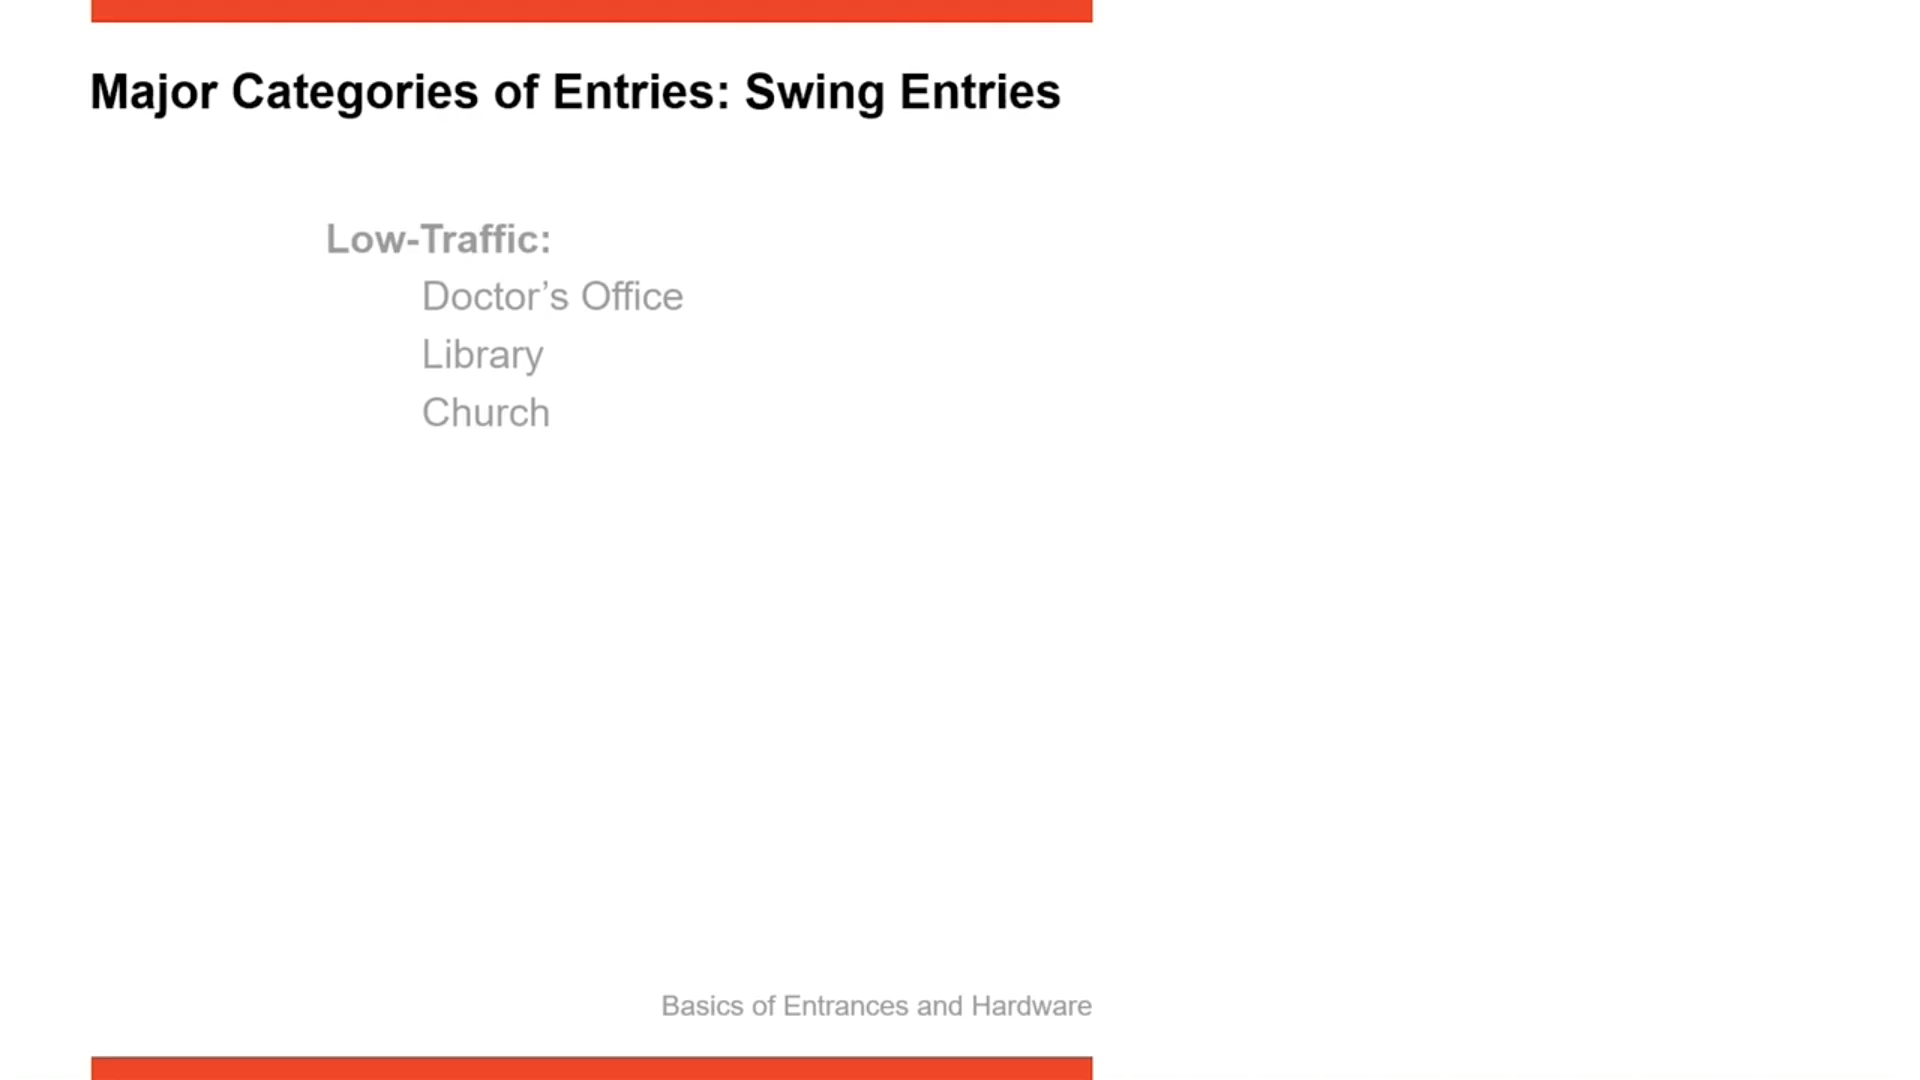 Major Categories of Entries: Swing Entries
Low-Traffic:
Doctor’s Office
Library
Church
Basics of Entrances and Hardware